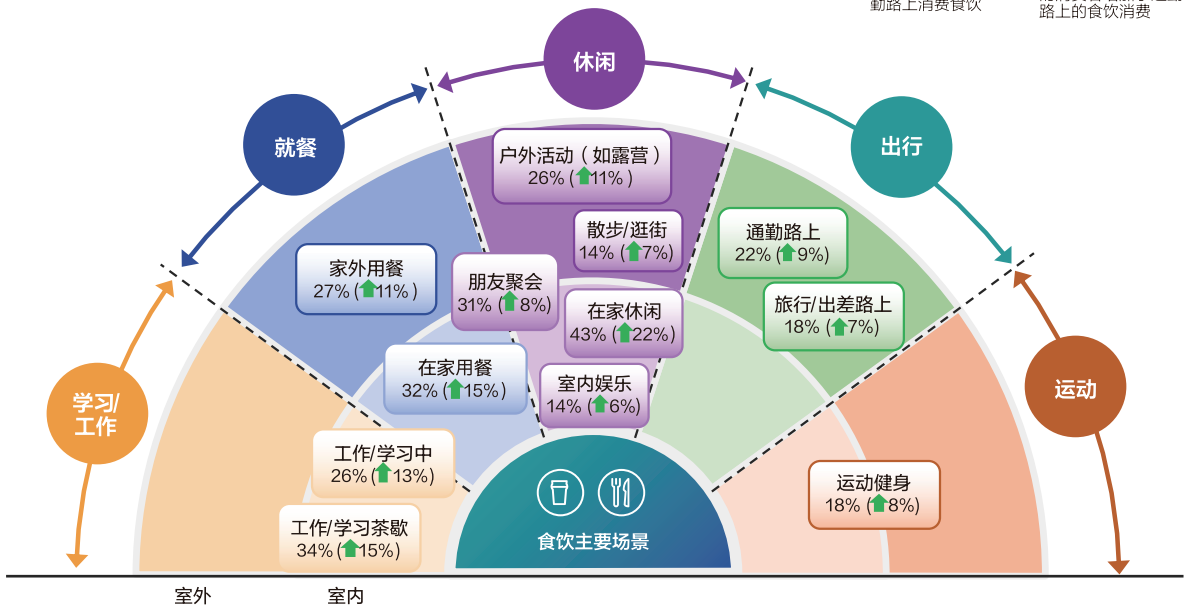 勤路上消费食饮
路上的食饮消费
休闲
就餐
出行
学习/
工作
运动
户外活动（如露营）
26% (11%)
散步/逛街
14% (7%)
朋友聚会
31% (8%)
在家休闲
43% (22%)
室内娱乐
14% (6%)
家外用餐
27% (11%)
在家用餐
32% (15%)
通勤路上
22% (9%)
旅行/出差路上
18% (7%)
工作/学习中
26% (13%)
工作/学习茶歇
34% (15%)
运动健身
18% (8%)
食饮主要场景
室外
室内